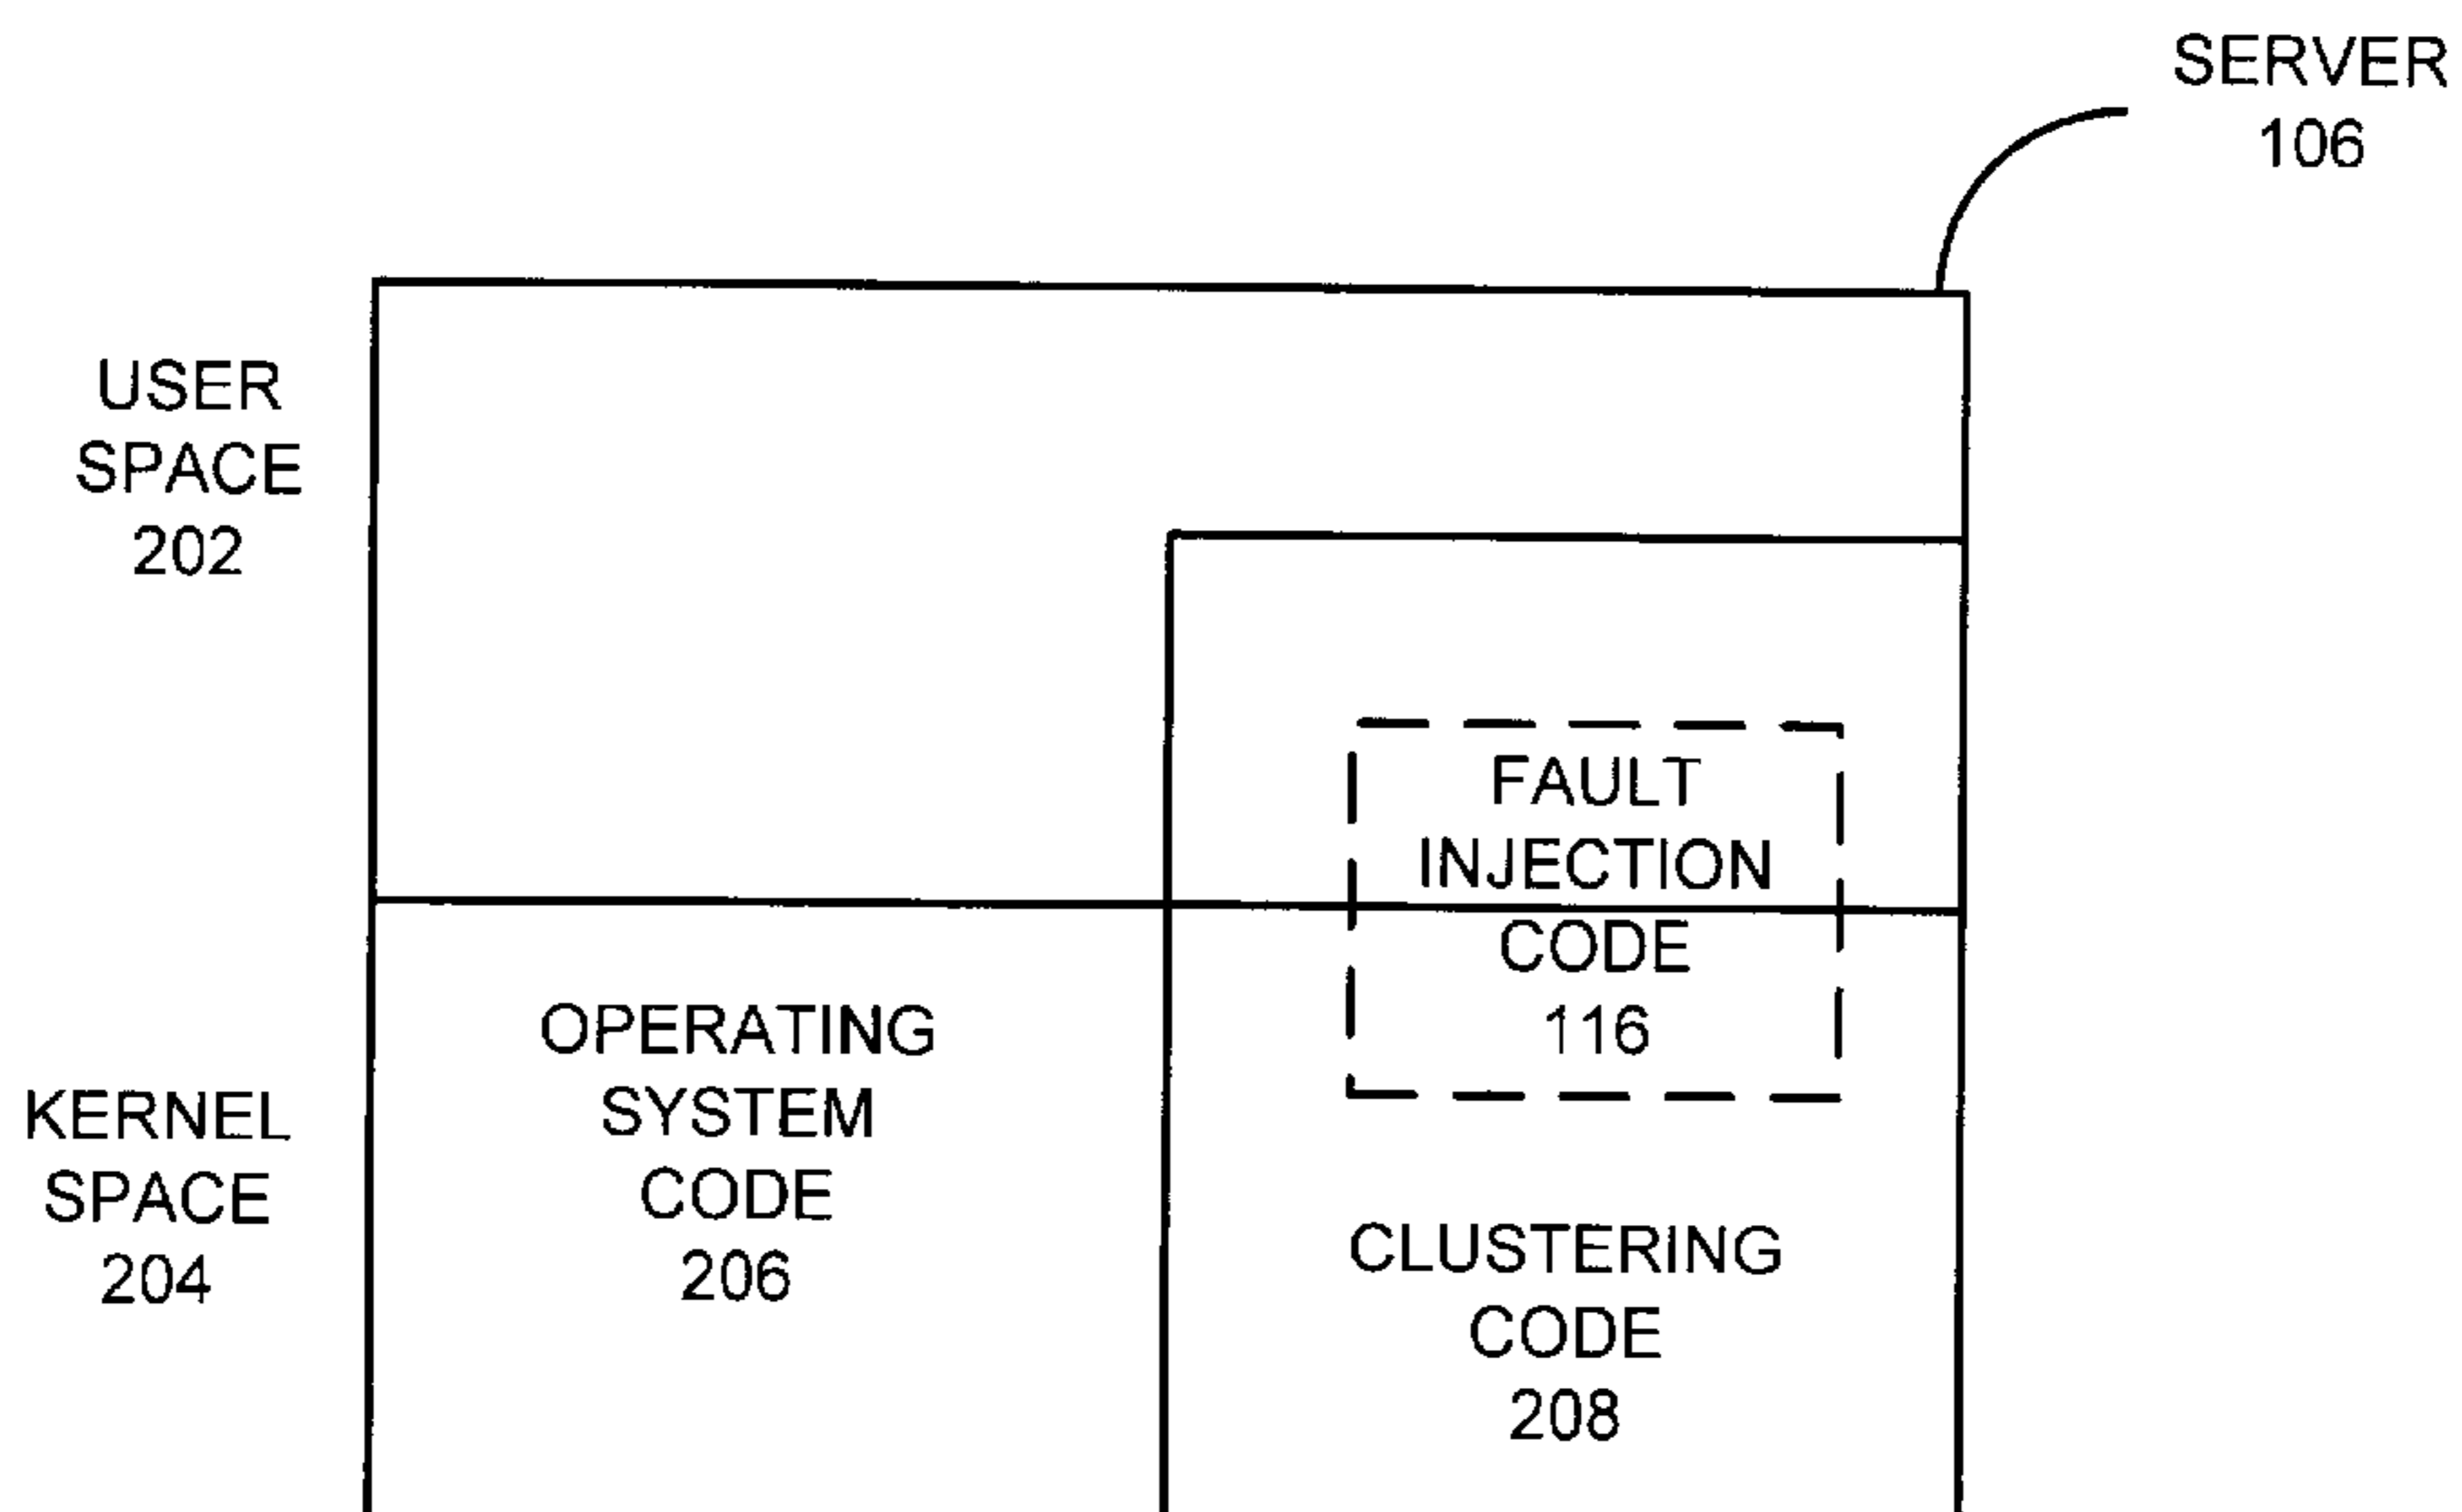 SERVER
106
USER
SPACE
202
FAULT
INJECTION
CODE
116
OPERATING
SYSTEM
CODE
206
KERNEL
SPACE
204
CLUSTERING
CODE
208